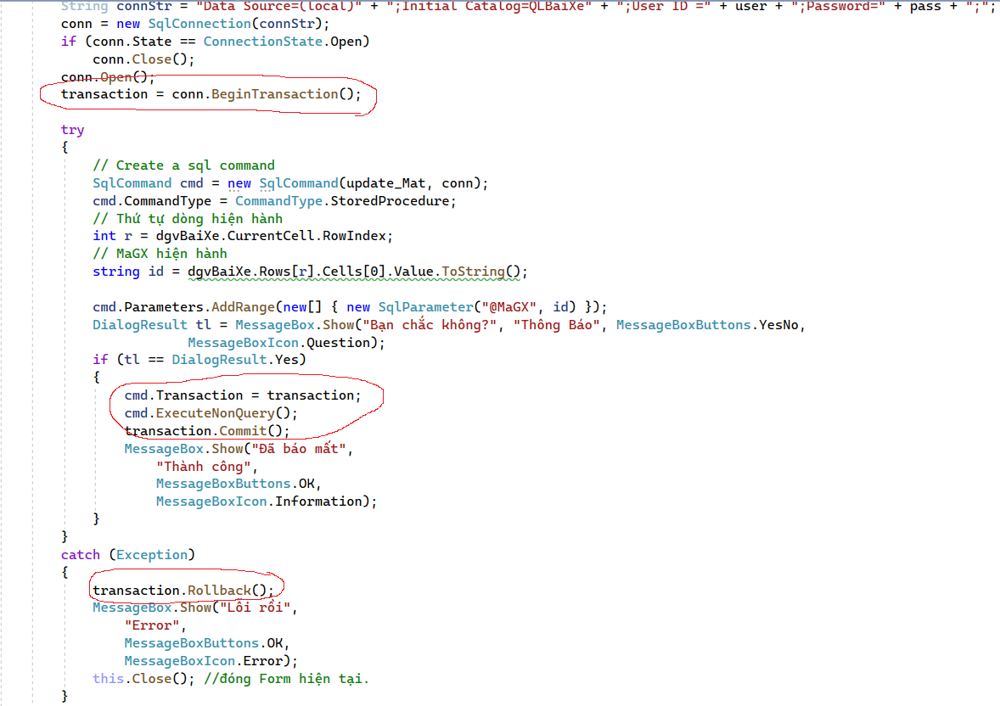 String connStr = "Data Source=(local)" + ";Initial Catalog=QLBaiXe" + ";User ID =" + user + ";Password=" + pass + ";";
conn = new SqlConnection(connStr);
if (conn.State == ConnectionState.Open)
conn.Close();
conn.Open();
transaction = conn.BeginTransaction();
try
{
// Create a sql command
SqlCommand cmd = new SqlCommand(update_Mat, conn);
cmd.CommandType = CommandType.StoredProcedure;
// Thứ tự dòng hiện hành
int r = dgvBaiXe.CurrentCell.RowIndex;
// MaGX hiện hành
string id = dgvBaiXe.Rows[r].Cells[0].Value.ToString();
cmd.Parameters.AddRange(new[] { new SqlParameter("@MaGX", id) });
DialogResult tl = MessageBox.Show("Bạn chắc không?", "Thông Báo", MessageBoxButtons.YesNo,
MessageBoxIcon.Question);
if (tl == DialogResult.Yes)
{
cmd.Transaction = transaction;
cmd.ExecuteNonQuery();
transaction.Commit();
MessageBox.Show("Đã báo mất",
"Thành công",
MessageBoxButtons.OK,
MessageBoxIcon.Information);
}
}
catch (Exception)
{
transaction.Rollback();
MessageBox.Show("Lỗi rồi",
"Error",
MessageBoxButtons.OK,
MessageBoxIcon.Error);
this.Close(); //đóng Form hiện tại.
}